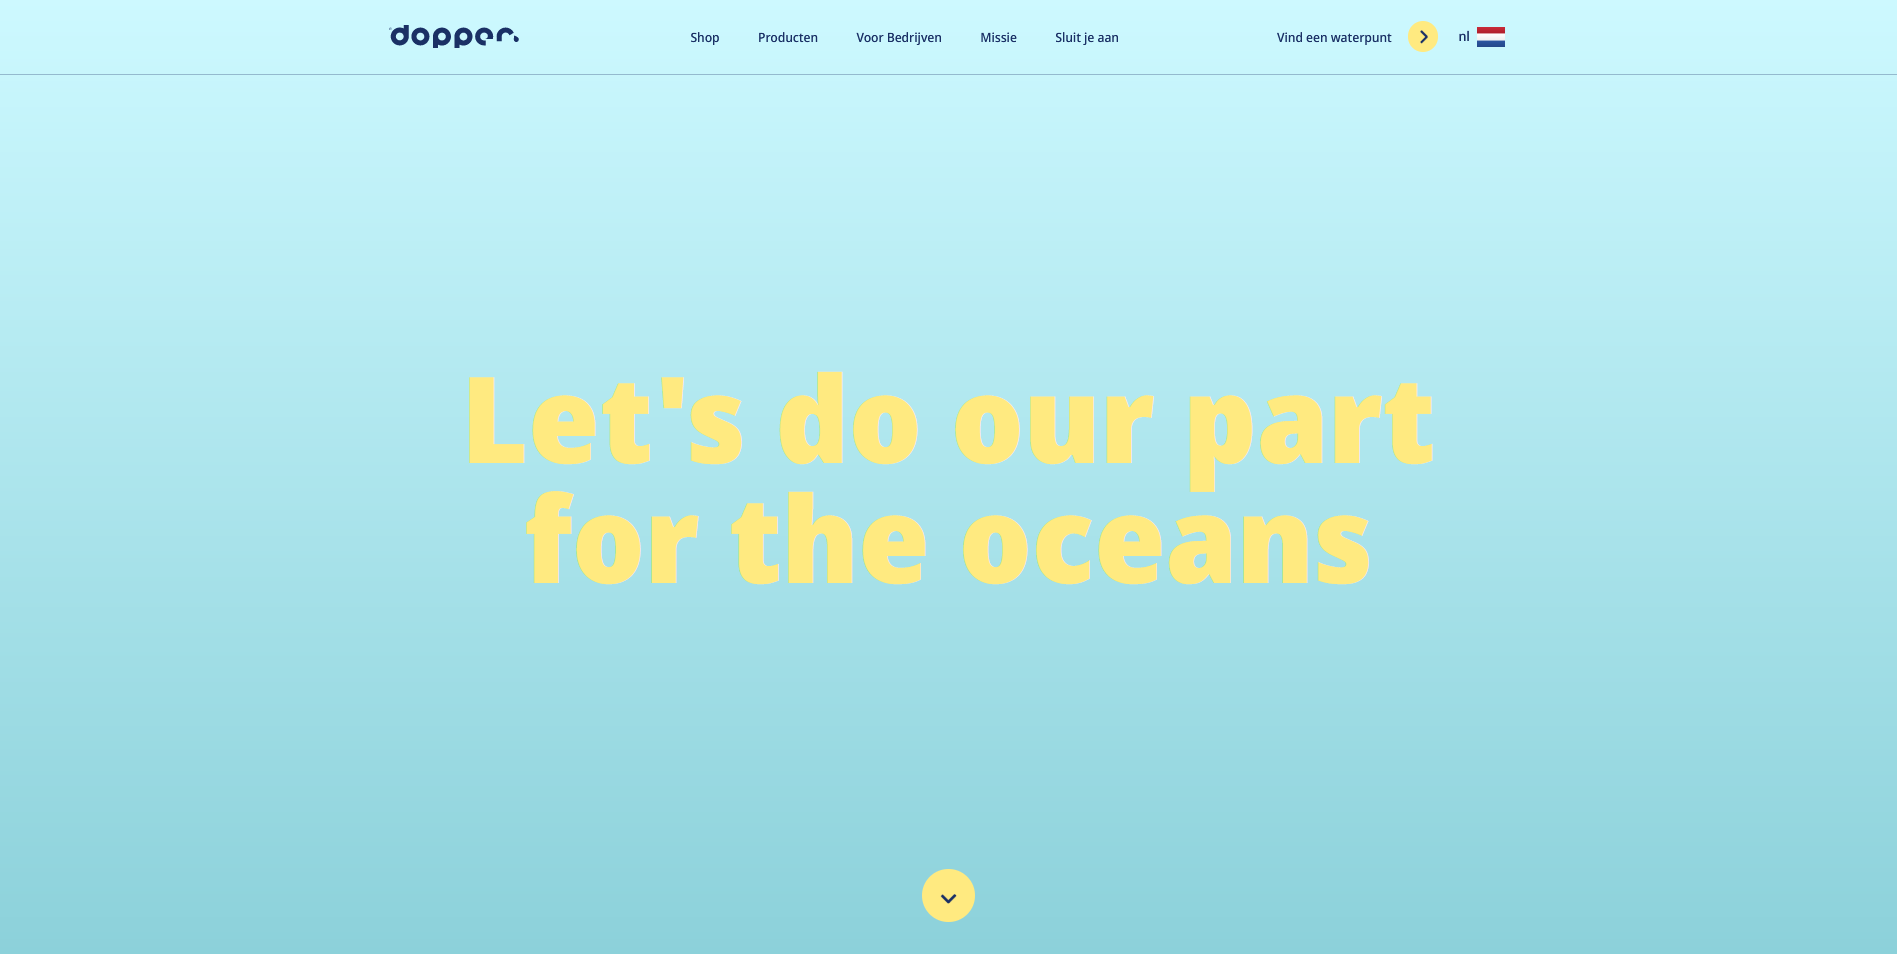 dopper
Shop Producten Voor Bedrijven Missie Sluit je aan Vind een waterpunt nl
Let's do our part
for the oceans